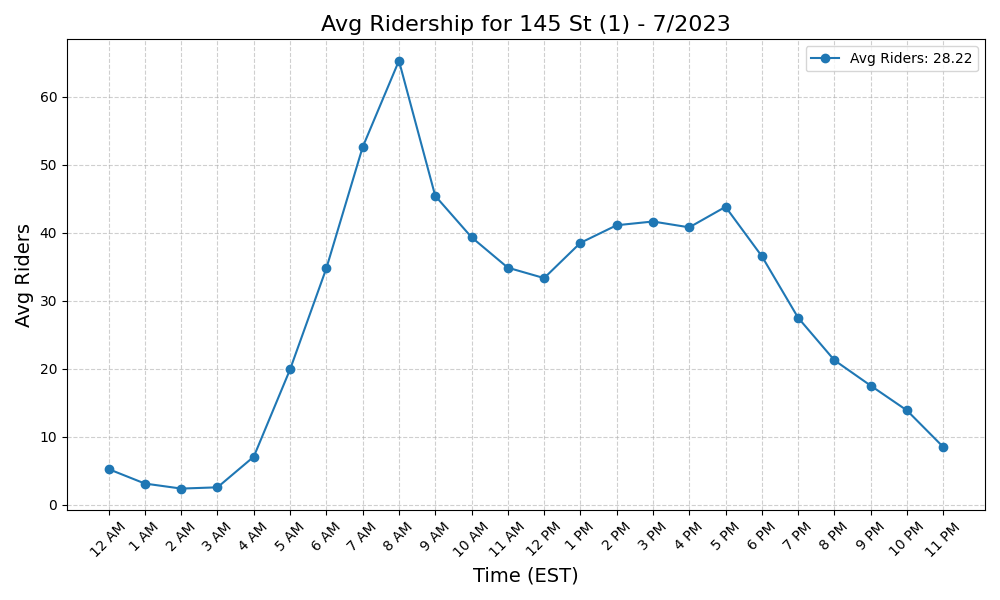 Avg Ridership for 145 St (1) - 7/2023
Avg Riders: 28.22
Avg Riders
60
50
40
30
20
10
0
12 AM
1 AM
2 AM
3 AM
4 AM
5 AM
6 AM
7 AM
8 AM
9 AM
10 AM
11 AM
12 PM
1 PM
2 PM
3 PM
4 PM
5 PM
6 PM
7 PM
8 PM
9 PM
10 PM
11 PM
Time (EST)